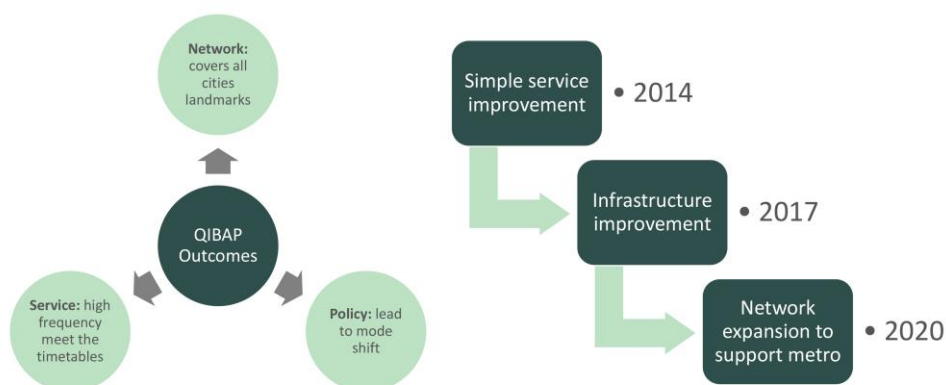 Network:
covers all
cities
landmarks
QIBAP
Outcomes
Service: high
frequency
meet the
timetables
Policy: lead
to mode
shift
Simple service
improvement
• 2014
Infrastructure
improvement
• 2017
Network
expansion to
support metro
• 2020